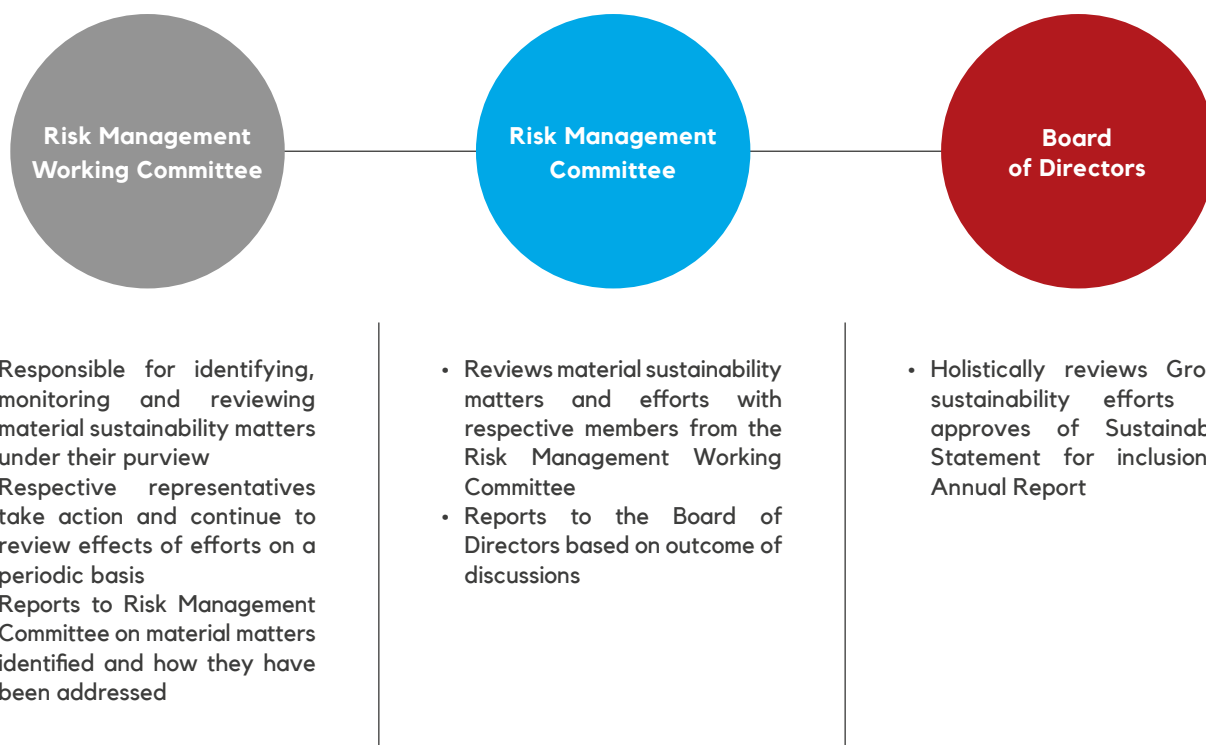 Risk Management
Working Committee
Risk Management
Committee
Board
of Directors
Responsible for identifying,
monitoring and reviewing
material sustainability matters
under their purview
Respective representatives
take action and continue to
review effects of efforts on a
periodic basis
Reports to Risk Management
Committee on material matters
identified and how they have
been addressed
• Reviews material sustainability
matters and efforts with
respective members from the
Risk Management Working
Committee
• Reports to the Board of
Directors based on outcome of
discussions
• Holistically reviews
sustainability efforts
approves of
Statement for inclusion
Annual Report